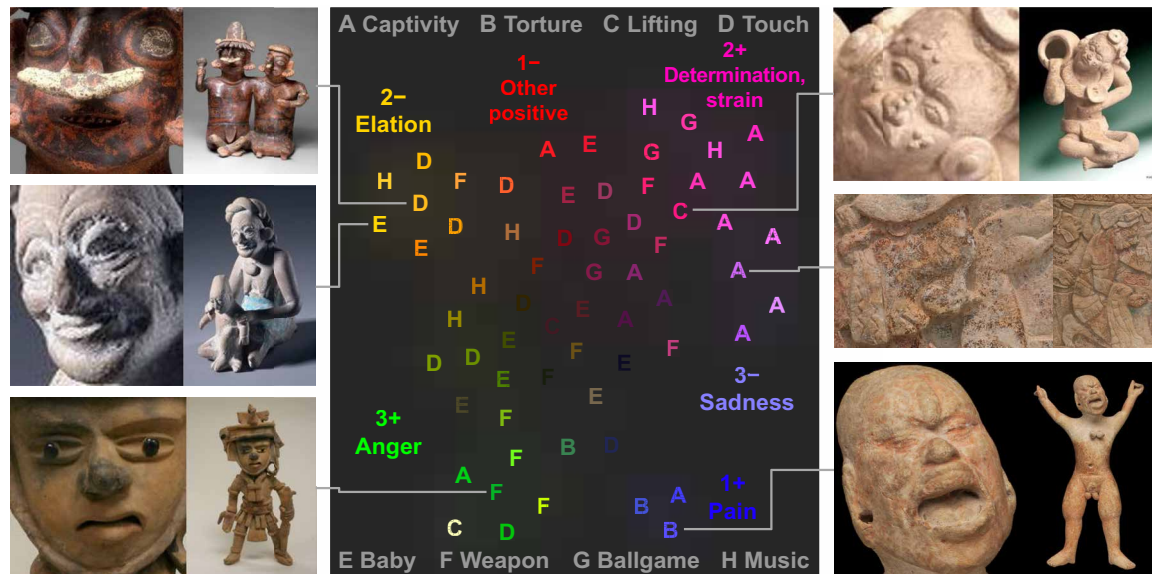 A Captivity B Torture C Lifting D Touch
1−
Other
positive
2+
Determination,
strain
2−
Elation
H
G
A
A E G H
D
H F D E D F A A
D C
E D H D G D A A
E F
F G A A
H D E A A
H C A A
E F F
D D E
E F
3−
Sadness
E E
3+
Anger
F
B D
F
A
1+
Pain
F A
F B
C D B
E Baby F Weapon G Ballgame H Music